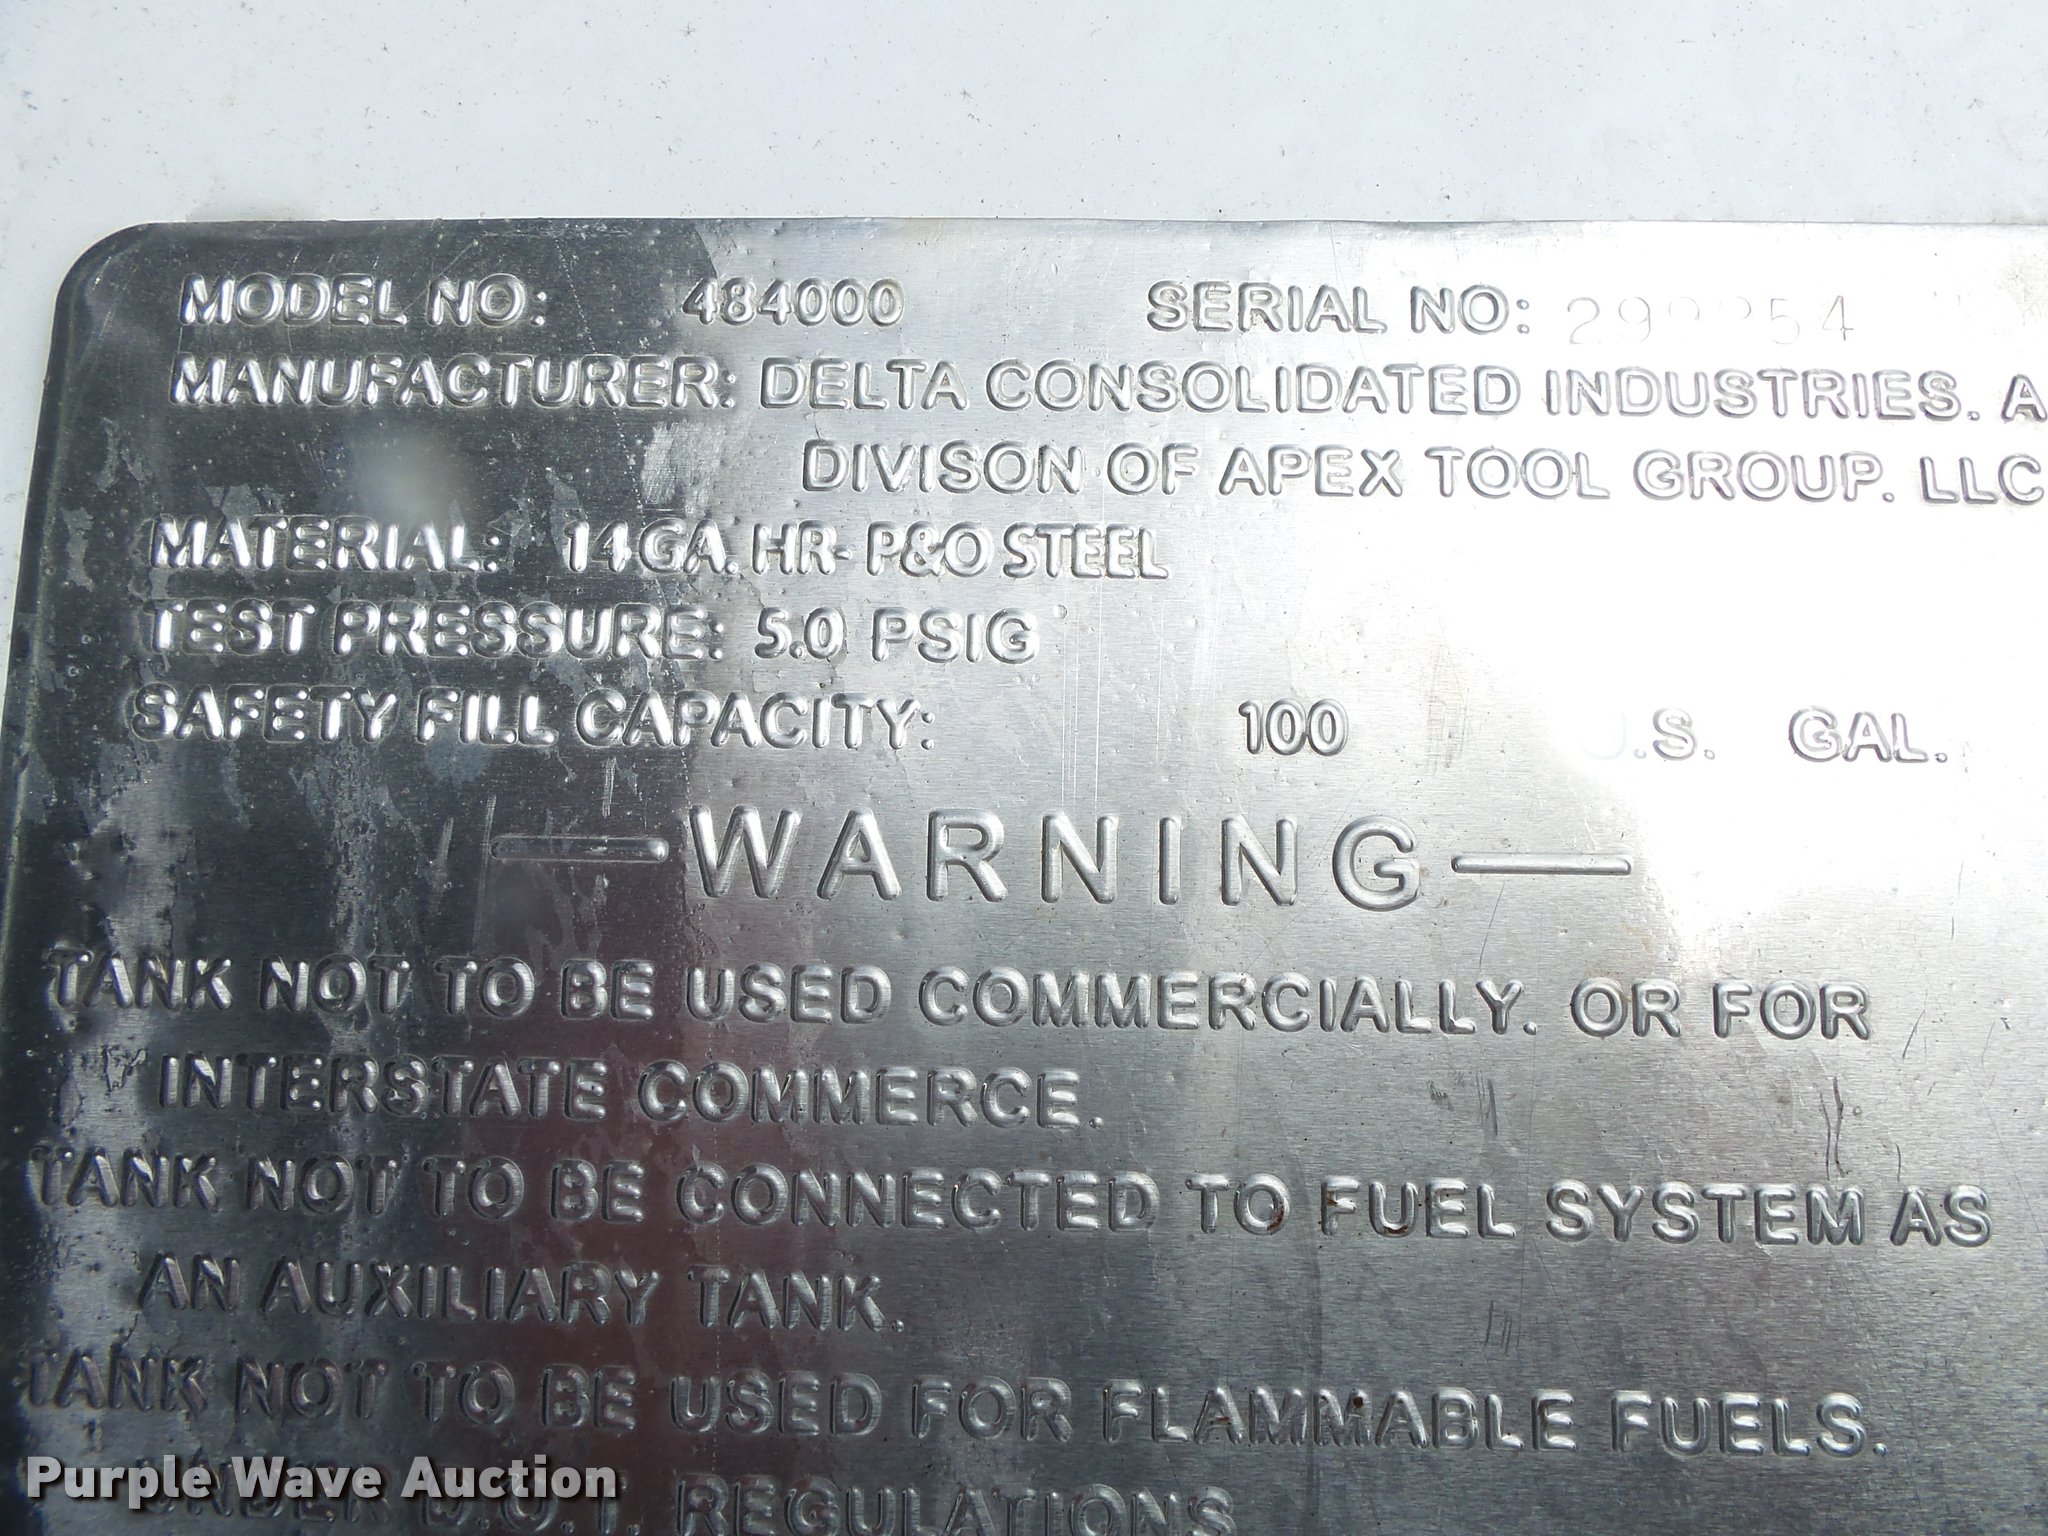 MODEL NO: 484000 SERIAL NO:
MANUFACTURER: DELTA CONSOLIDATED INDUSTRIES. A
DIVISON OF APEX TOOL GROUP. LLC
MATERIAL: 14GA. HR- P&O STEEL
TEST PRESSURE: 5.0 PSIG
SAFETY FILL CAPACITY: 100 U.S. GAL.
— WARNING —
TANK NOT TO BE USED COMMERCIALLY. OR FOR
INTERSTATE COMMERCE.
TANK NOT TO BE CONNECTED TO FUEL SYSTEM AS
AN AUXILIARY TANK.
TANK NOT TO BE USED FOR FLAMMABLE FUELS.
UNDER D.O.T. REGULATIONS
Purple Wave Auction